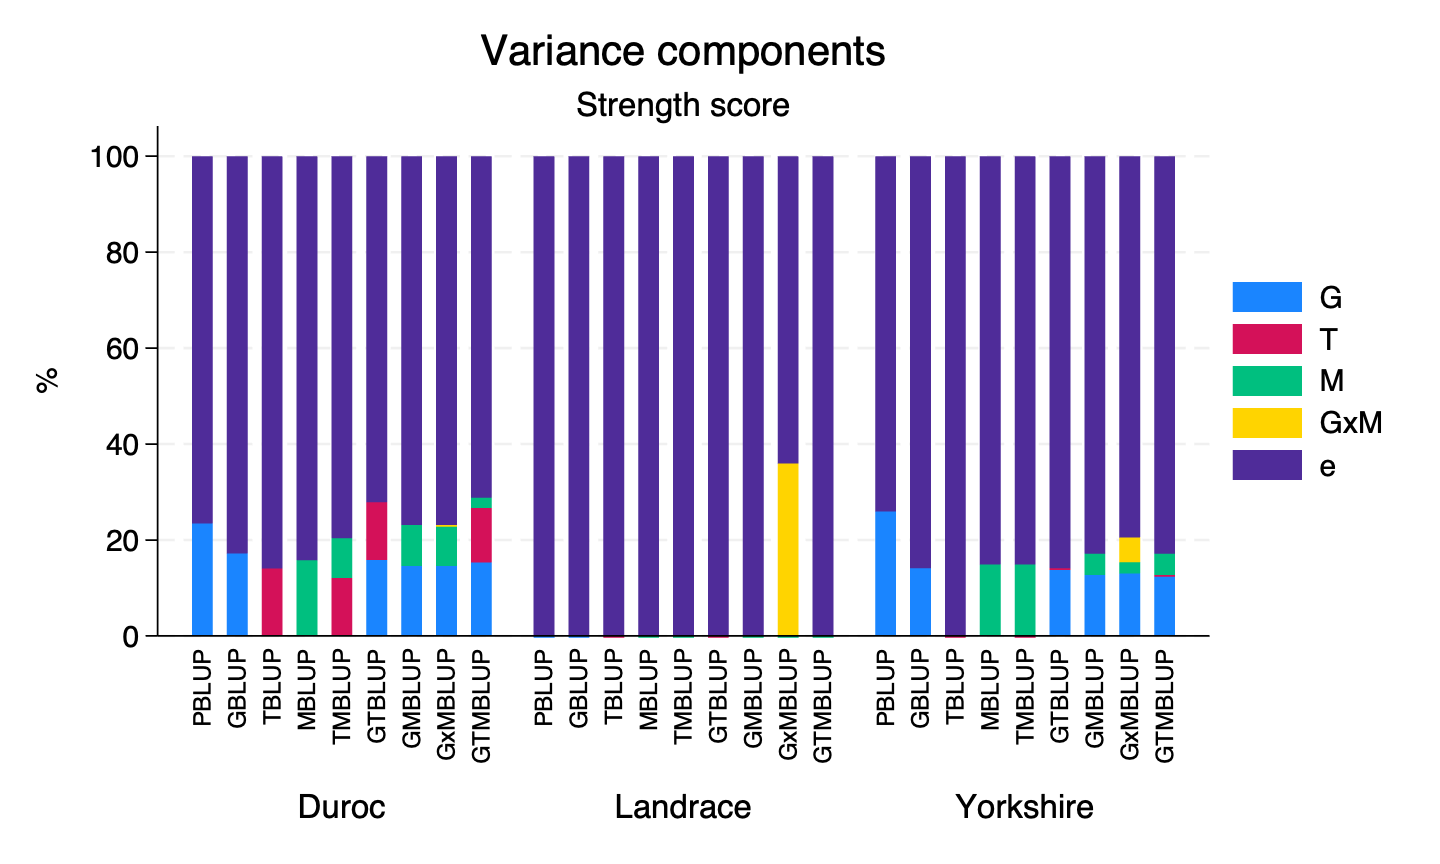 Variance components
Strength score
100
80
60
40
20
0
%
PBLUP
GBLUP
TBLUP
MBLUP
TMBLUP
GTBLUP
GMBLUP
GxMBLUP
GTMBLUP
PBLUP
GBLUP
TBLUP
MBLUP
TMBLUP
GTBLUP
GMBLUP
GxMBLUP
GTMBLUP
PBLUP
GBLUP
TBLUP
MBLUP
TMBLUP
GTBLUP
GMBLUP
GxMBLUP
GTMBLUP
Duroc
Landrace
Yorkshire
G
T
M
GxM
e